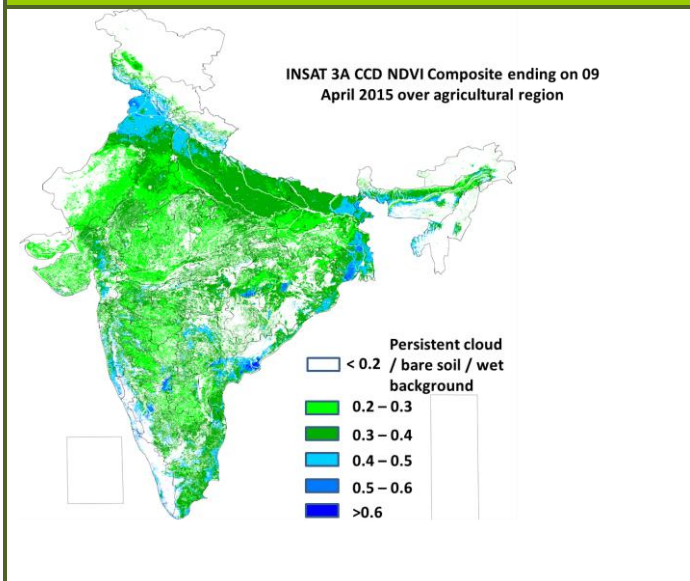 INSAT 3A CCD NDVI Composite ending on 09
April 2015 over agricultural region
< 0.2 Persistent cloud
/ bare soil / wet
background
0.2 – 0.3
0.3 – 0.4
0.4 – 0.5
0.5 – 0.6
>0.6